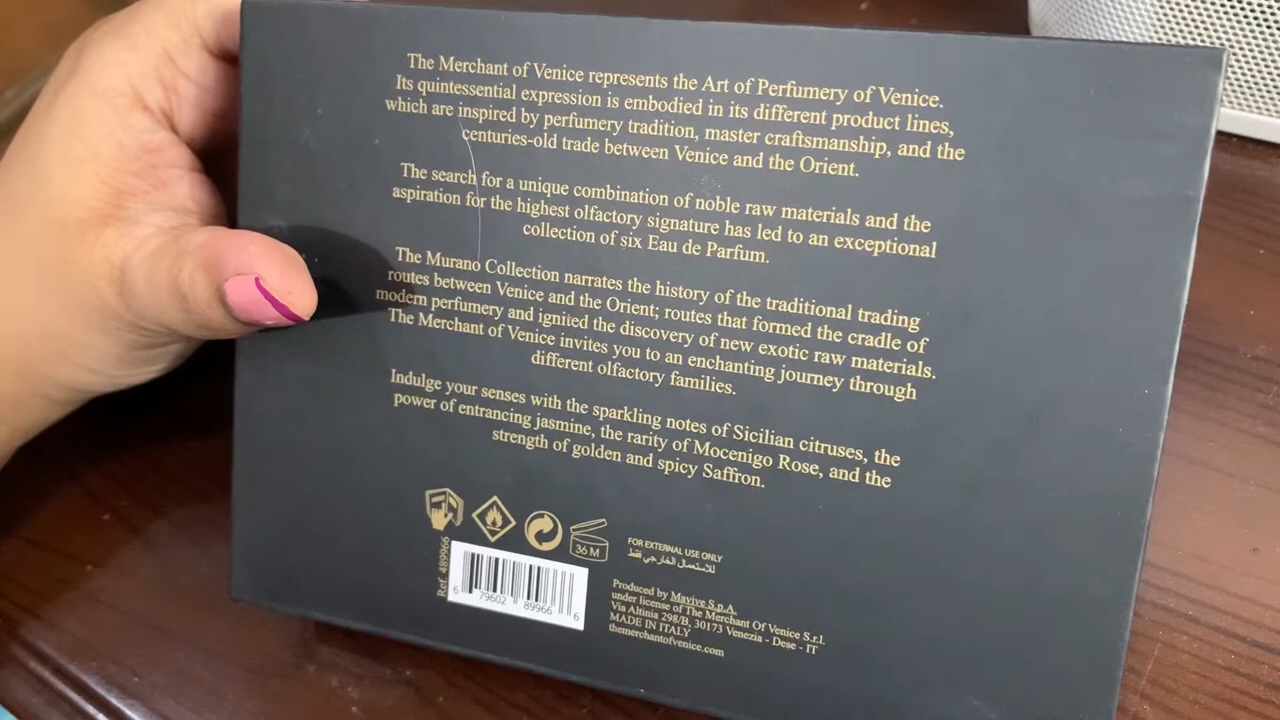 The Merchant of Venice represents the Art of Perfumery of Venice.
Its quintessential expression is embodied in its different product lines,
which are inspired by perfumery tradition, master craftsmanship, and the
centuries-old trade between Venice and the Orient.
The search for a unique combination of noble raw materials and the
aspiration for the highest olfactory signature has led to an exceptional
collection of six Eau de Parfum.
The Murano Collection narrates the history of the traditional trading
routes between Venice and the Orient; routes that formed the cradle of
modern perfumery and ignited the discovery of new exotic raw materials.
The Merchant of Venice invites you to an enchanting journey through
different olfactory families.
Indulge your senses with the sparkling notes of Sicilian citruses, the
power of entrancing jasmine, the rarity of Mocenigo Rose, and the
strength of golden and spicy Saffron.
36 M
FOR EXTERNAL USE ONLY
للاستعمال الخارجي فقط
Ref. 489966
6 79602 89966 6
Produced by Mavive S.p.A.
under license of The Merchant Of Venice S.r.l.
Via Altinia 298/B, 30173 Venezia - Dese - IT
MADE IN ITALY
themerchantofvenice.com